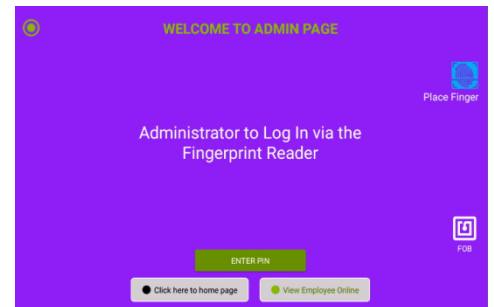 WELCOME TO ADMIN PAGE
Place Finger
Administrator to Log In via the
Fingerprint Reader
FOB
ENTER PIN
Click here to home page
View Employee Online